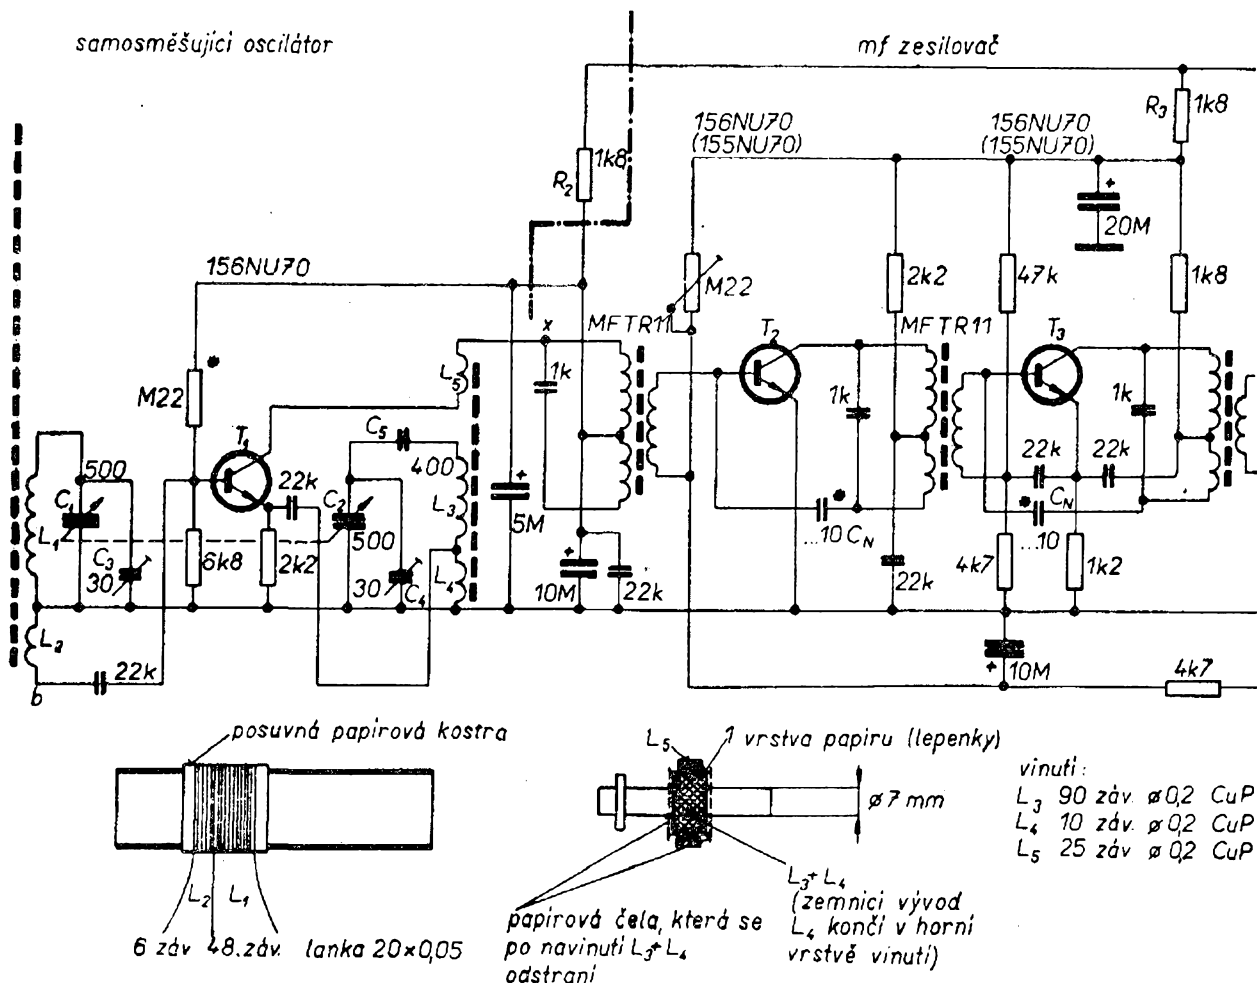 samosměšující oscilátor
mf zesilovač
R3
1k8
156NU70
(155NU70)
156NU70
(155NU70)
1k8
R2
+
20M
156NU70
M22
2k2
47k
1k8
MFTR11
T2
MFTR11
T3
x
L5
1k
1k
1k
M22
T1
C5
400
500
22k
22k
22k
C1
L1
C2
L3
+
5M
500
...10 CN
CN
...10
C3
30
6k8
2k2
30
C4
L4
+
10M
22k
22k
4k7
1k2
L2
22k
b
+
10M
4k7
posuvná papírová kostra
L5
1 vrstva papíru (lepenky)
ø 7 mm
vinutí:
L3 90 záv. ø 0,2 CuP
L4 10 záv. ø 0,2 CuP
L5 25 záv. ø 0,2 CuP
L2 L1
6 záv 48. záv. lanka 20×0,05
papírová čela, která se
po navinutí L3+L4
odstraní
L3+L4
(zemnicí vývod
L4 končí v horní
vrstvě vinutí)